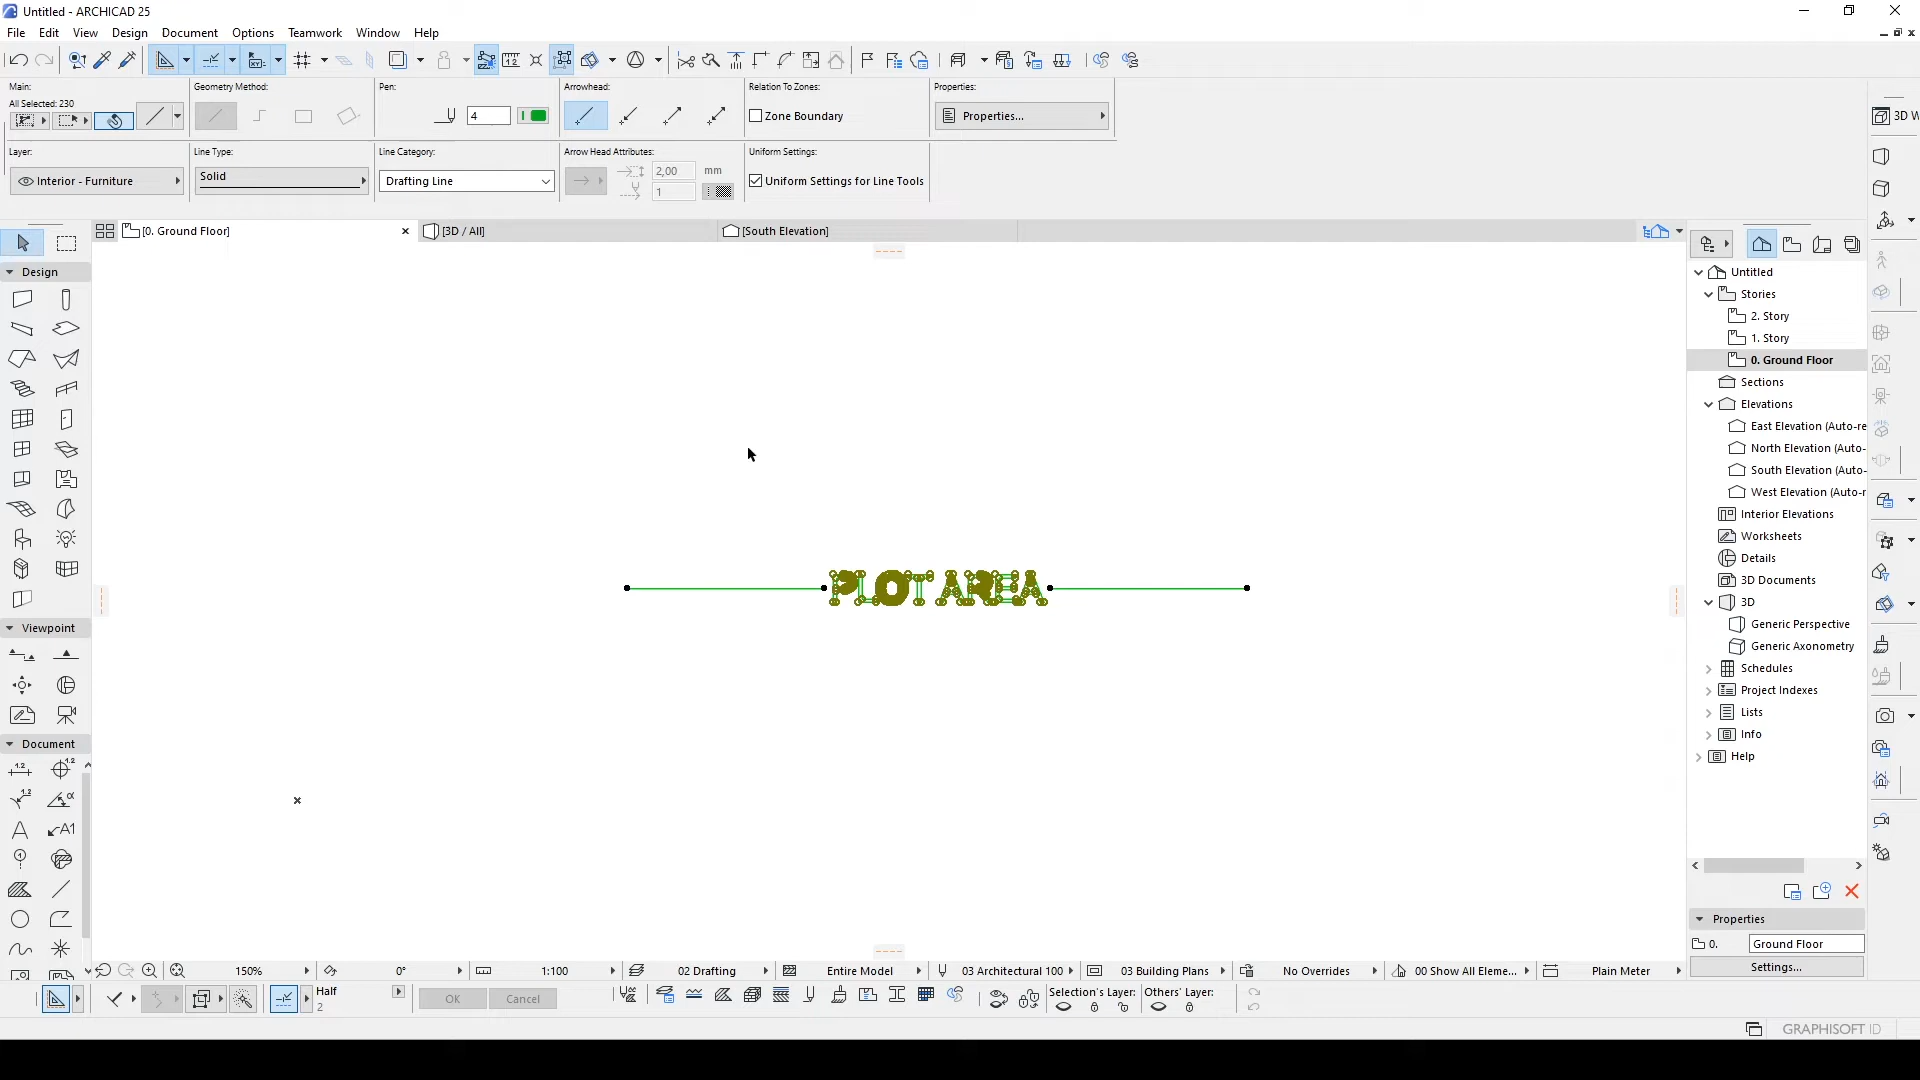 Untitled - ARCHICAD 25
File Edit View Design Document Options Teamwork Window Help
Main: Geometry Method: Pen: Arrowhead: Relation To Zones: Properties:
All Selected: 230
4 Zone Boundary Properties...
3D W
Layer: Line Type: Line Category: Arrow Head Attributes: Uniform Settings:
Interior - Furniture Solid Drafting Line 2,00 mm Uniform Settings for Line Tools
1
[0. Ground Floor] [3D / All] [South Elevation]
Design
Viewpoint
Document
PLOT AREA
Untitled
Stories
2. Story
1. Story
0. Ground Floor
Sections
Elevations
East Elevation (Auto-re
North Elevation (Auto-
South Elevation (Auto-
West Elevation (Auto-r
Interior Elevations
Worksheets
Details
3D Documents
3D
Generic Perspective
Generic Axonometry
Schedules
Project Indexes
Lists
Info
Help
Properties
0. Ground Floor
Settings...
150% 0° 1:100 02 Drafting Entire Model 03 Architectural 100 03 Building Plans No Overrides 00 Show All Eleme... Plain Meter
Half
2
OK Cancel Selection's Layer: Others' Layer:
GRAPHISOFT ID